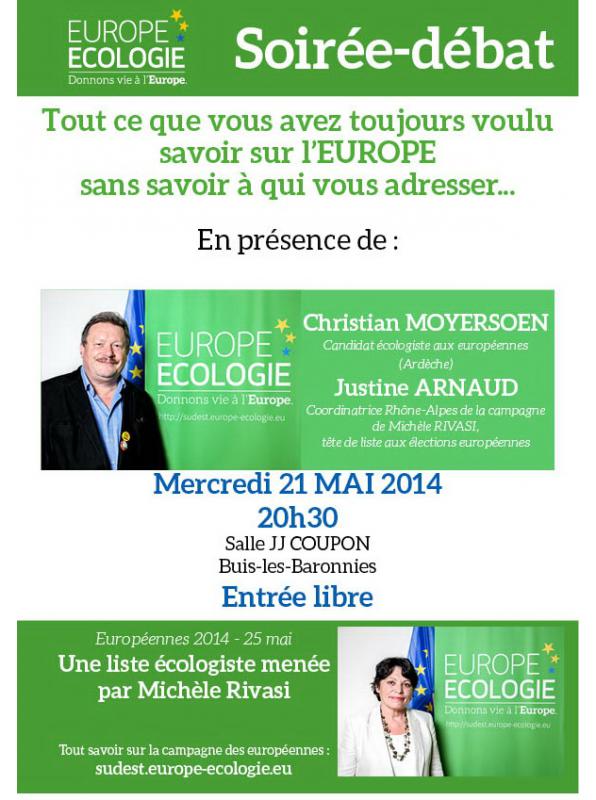 EUROPE
ECOLOGIE
Donnons vie à l'Europe.
Soirée-débat
Tout ce que vous avez toujours voulu
savoir sur l'EUROPE
sans savoir à qui vous adresser...
En présence de :
EUROPE
ECOLOGIE
Donnons vie à l'Europe.
http://sudest.europe-ecologie.eu
Christian MOYERSOEN
Candidat écologiste aux européennes
(Ardèche)
Justine ARNAUD
Coordinatrice Rhône-Alpes de la campagne
de Michèle RIVASI,
tête de liste aux élections européennes
Mercredi 21 MAI 2014
20h30
Salle JJ COUPON
Buis-les-Baronnies
Entrée libre
Européennes 2014 - 25 mai
Une liste écologiste menée
par Michèle Rivasi
Tout savoir sur la campagne des européennes :
sudest.europe-ecologie.eu
EUROPE
ECOLOGIE
Donnons vie à l'Europe.
http://sudest.europe-ecologie.eu